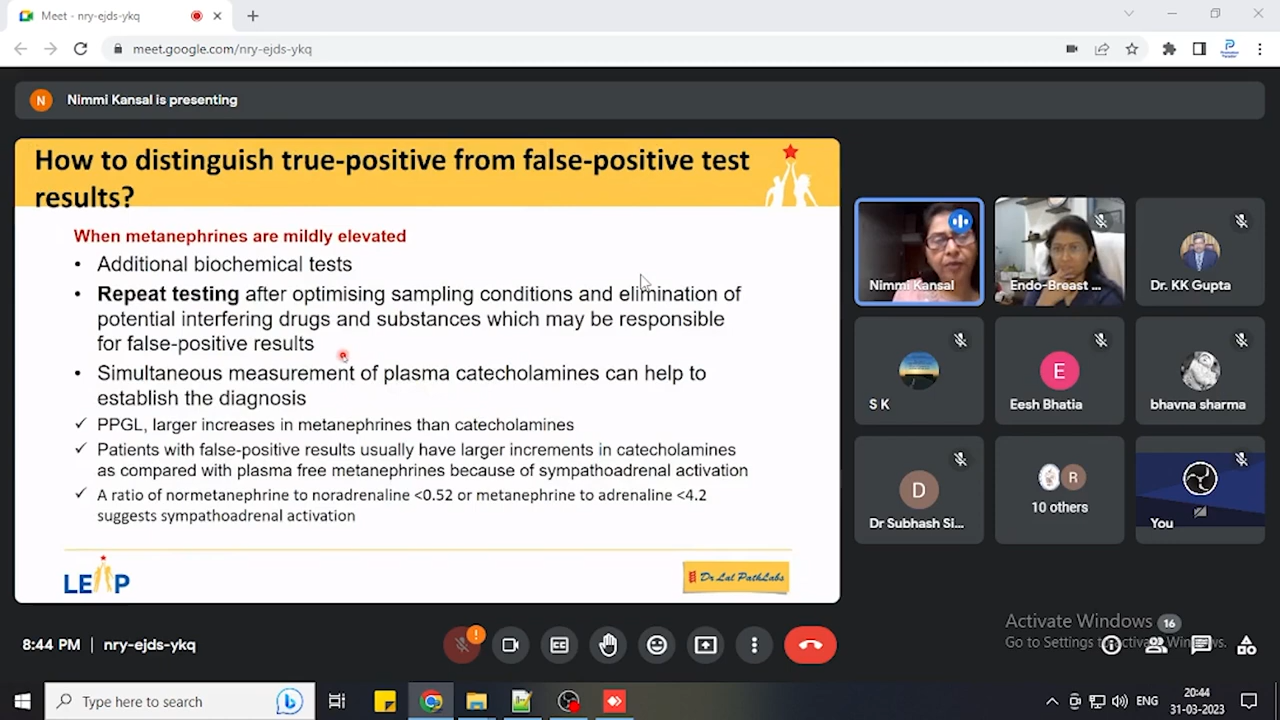 Meet - nry-ejds-ykq
meet.google.com/nry-ejds-ykq
N
Nimmi Kansal is presenting
How to distinguish true-positive from false-positive test
results?
When metanephrines are mildly elevated
• Additional biochemical tests
• Repeat testing after optimising sampling conditions and elimination of
potential interfering drugs and substances which may be responsible
for false-positive results
• Simultaneous measurement of plasma catecholamines can help to
establish the diagnosis
✓ PPGL, larger increases in metanephrines than catecholamines
✓ Patients with false-positive results usually have larger increments in catecholamines
as compared with plasma free metanephrines because of sympathoadrenal activation
✓ A ratio of normetanephrine to noradrenaline <0.52 or metanephrine to adrenaline <4.2
suggests sympathoadrenal activation
LEAP
Dr Lal PathLabs
Nimmi Kansal
Endo-Breast ...
Dr. KK Gupta
S K
E
Eesh Bhatia
bhavna sharma
D
Dr Subhash Si...
R
10 others
You
8:44 PM | nry-ejds-ykq
Activate Windows
Go to Settings to activate Windows.
16
Type here to search
ENG
20:44
31-03-2023